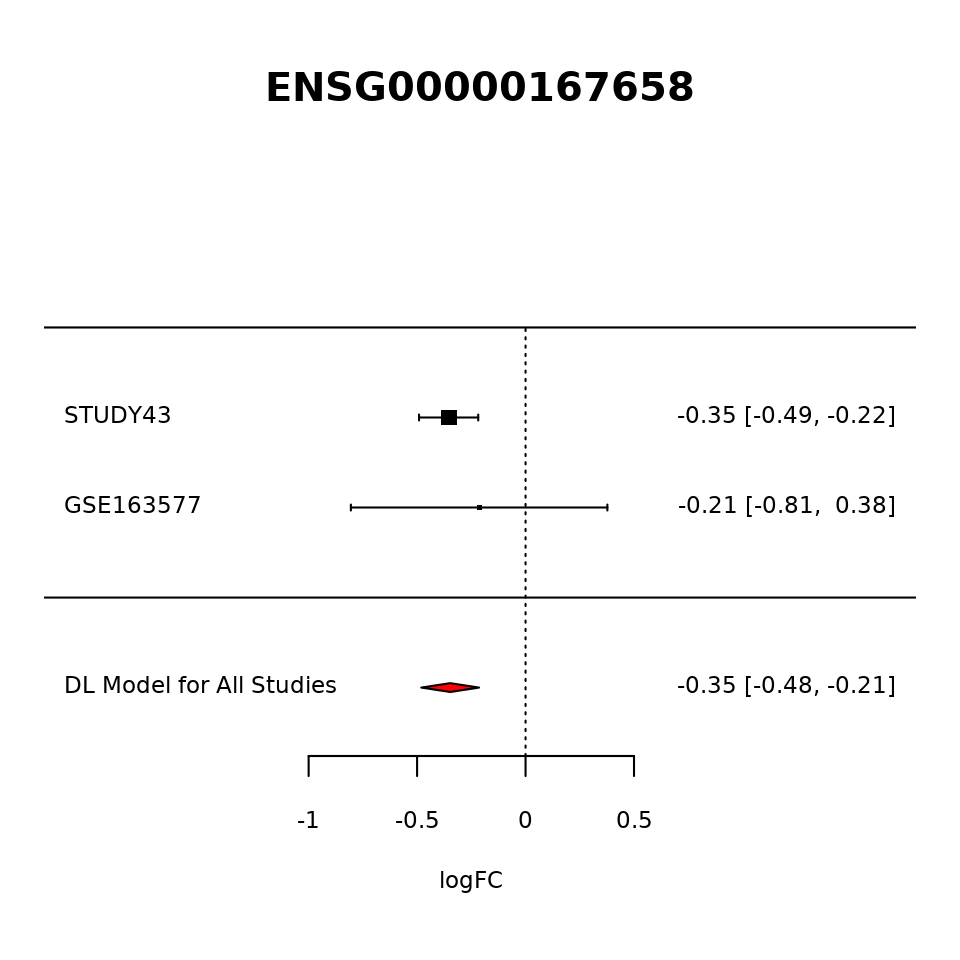 ENSG00000167658
STUDY43 -0.35 [-0.49, -0.22]
GSE163577 -0.21 [-0.81,  0.38]
DL Model for All Studies -0.35 [-0.48, -0.21]
-1 -0.5 0 0.5
logFC